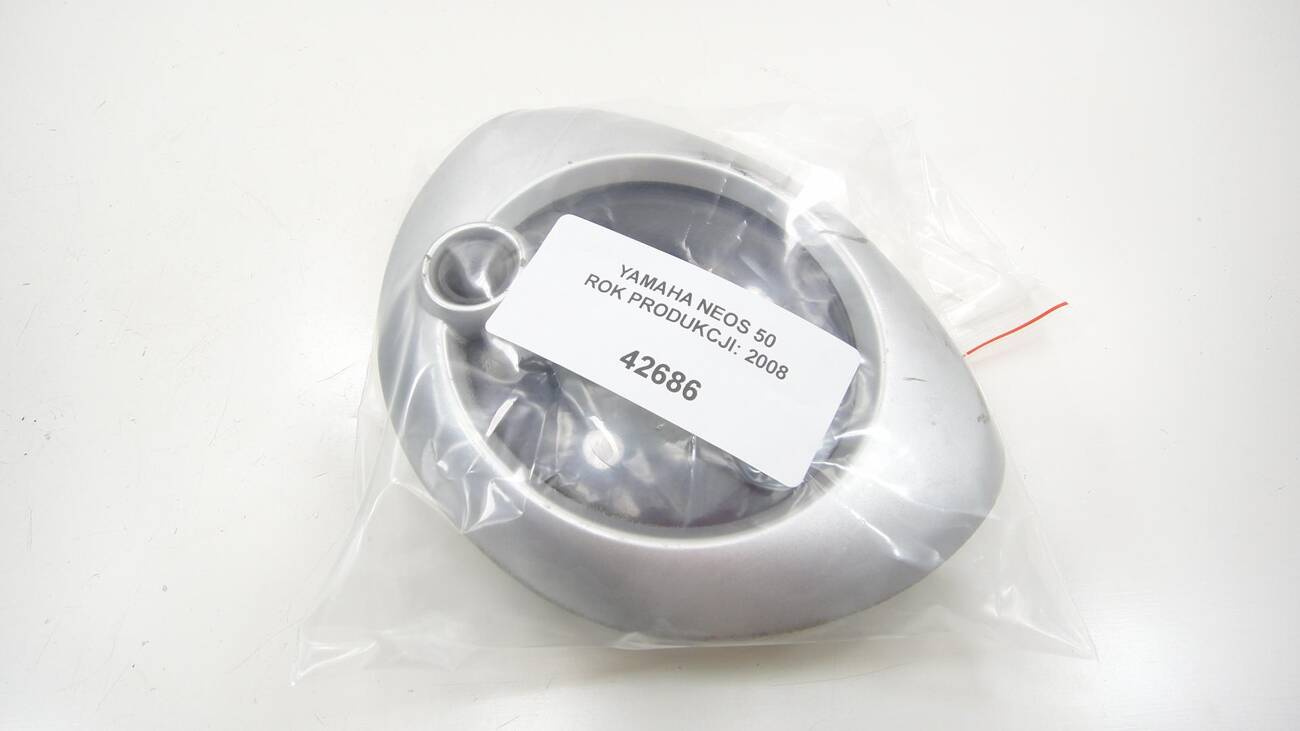 YAMAHA NEOS 50
ROK PRODUKCJI: 2008
42686